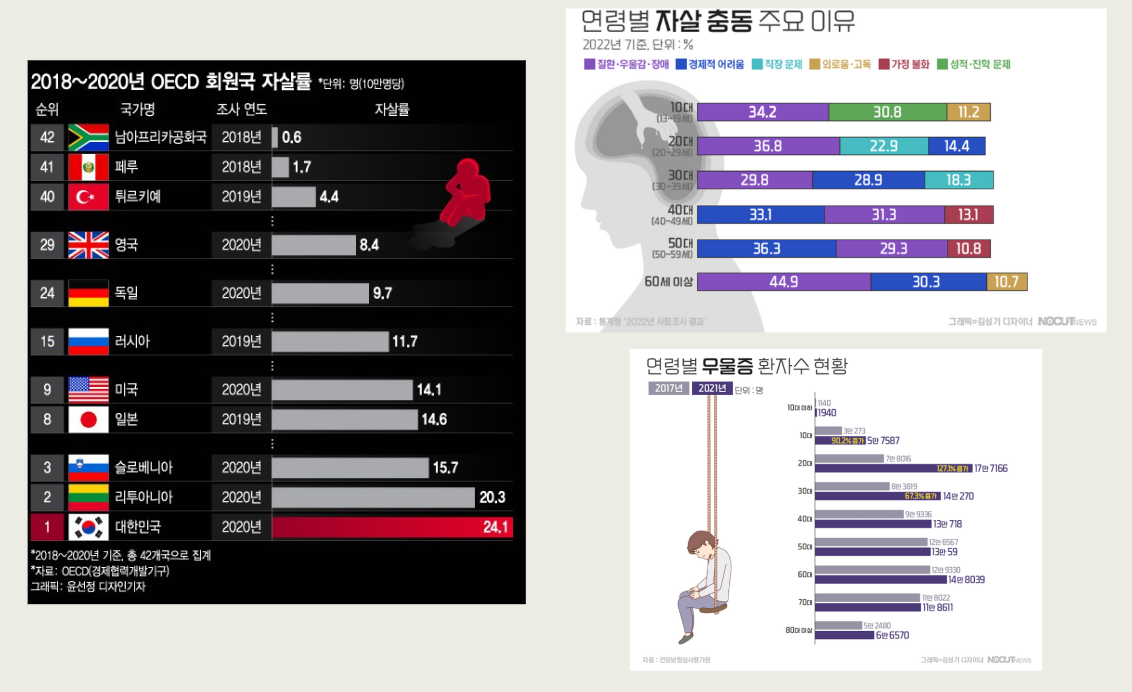 2018~2020년 OECD 회원국 자살률 *단위: 명(10만명당)
순위 국가명 조사 연도 자살률
42 남아프리카공화국 2018년 0.6
41 페루 2018년 1.7
40 튀르키예 2019년 4.4
29 영국 2020년 8.4
24 독일 2020년 9.7
15 러시아 2019년 11.7
9 미국 2020년 14.1
8 일본 2019년 14.6
3 슬로베니아 2020년 15.7
2 리투아니아 2020년 20.3
1 대한민국 2020년 24.1
*2018~2020년 기준, 총 42개국으로 집계
*자료: OECD(경제협력개발기구)
그래픽: 윤선정 디자인기자
연령별 자살 충동 주요 이유
2022년 기준, 단위 : %
질환·우울감·장애 경제적 어려움 직장 문제 외로움·고독 가정 불화 성적·진학 문제
10대 34.2 30.8 11.2
(13~19세)
20대 36.8 22.9 14.4
(20~29세)
30대 29.8 28.9 18.3
(30~39세)
40대 33.1 31.3 13.1
(40~49세)
50대 36.3 29.3 10.8
(50~59세)
60세 이상 44.9 30.3 10.7
자료 : 통계청 '2022년 사회조사 결과' 그래픽=김성기 디자이너 NOCUTNEWS
연령별 우울증 환자수 현황
2017년 2021년 단위 : 명
10대 이하 1140
1940
10대 3만 273
90.2% 증가 5만 7587
20대 7만 8016
127.1% 증가 17만 7166
30대 8만 3819
67.3% 증가 14만 270
40대 9만 9336
13만 718
50대 12만 6567
13만 59
60대 12만 9330
14만 8039
70대 11만 8022
11만 8611
80대 이상 5만 2480
6만 6570
자료 : 건강보험심사평가원 그래픽=김성기 디자이너 NOCUTNEWS